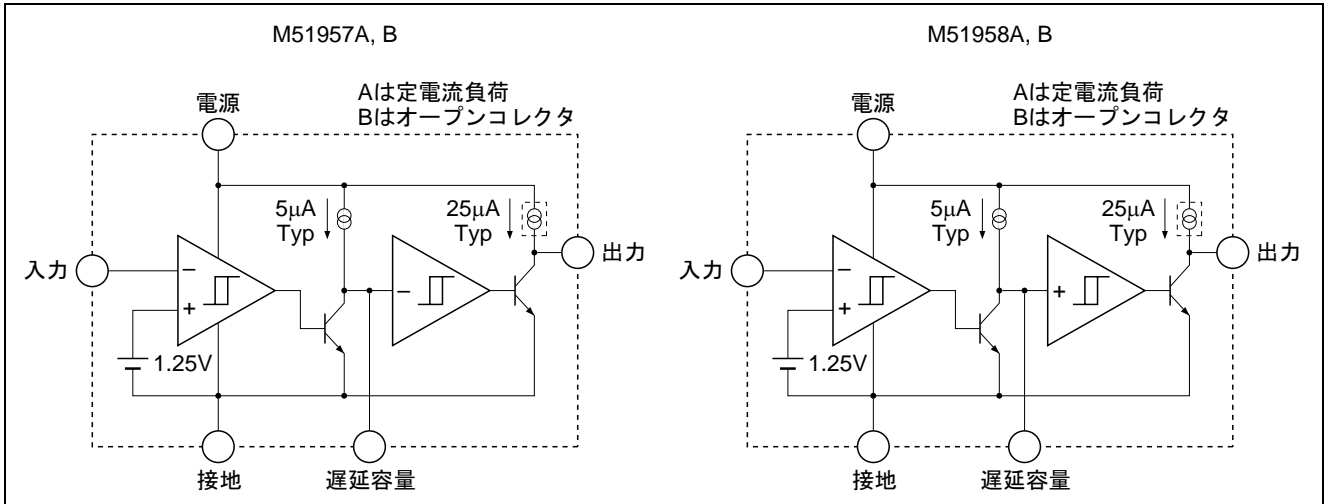 M51957A, B
Aは定電流負荷
Bはオープンコレクタ
電源
5μA
Typ
25μA
Typ
入力
出力
−
+
−
1.25V
接地
遅延容量
M51958A, B
Aは定電流負荷
Bはオープンコレクタ
電源
5μA
Typ
25μA
Typ
入力
出力
−
+
+
1.25V
接地
遅延容量